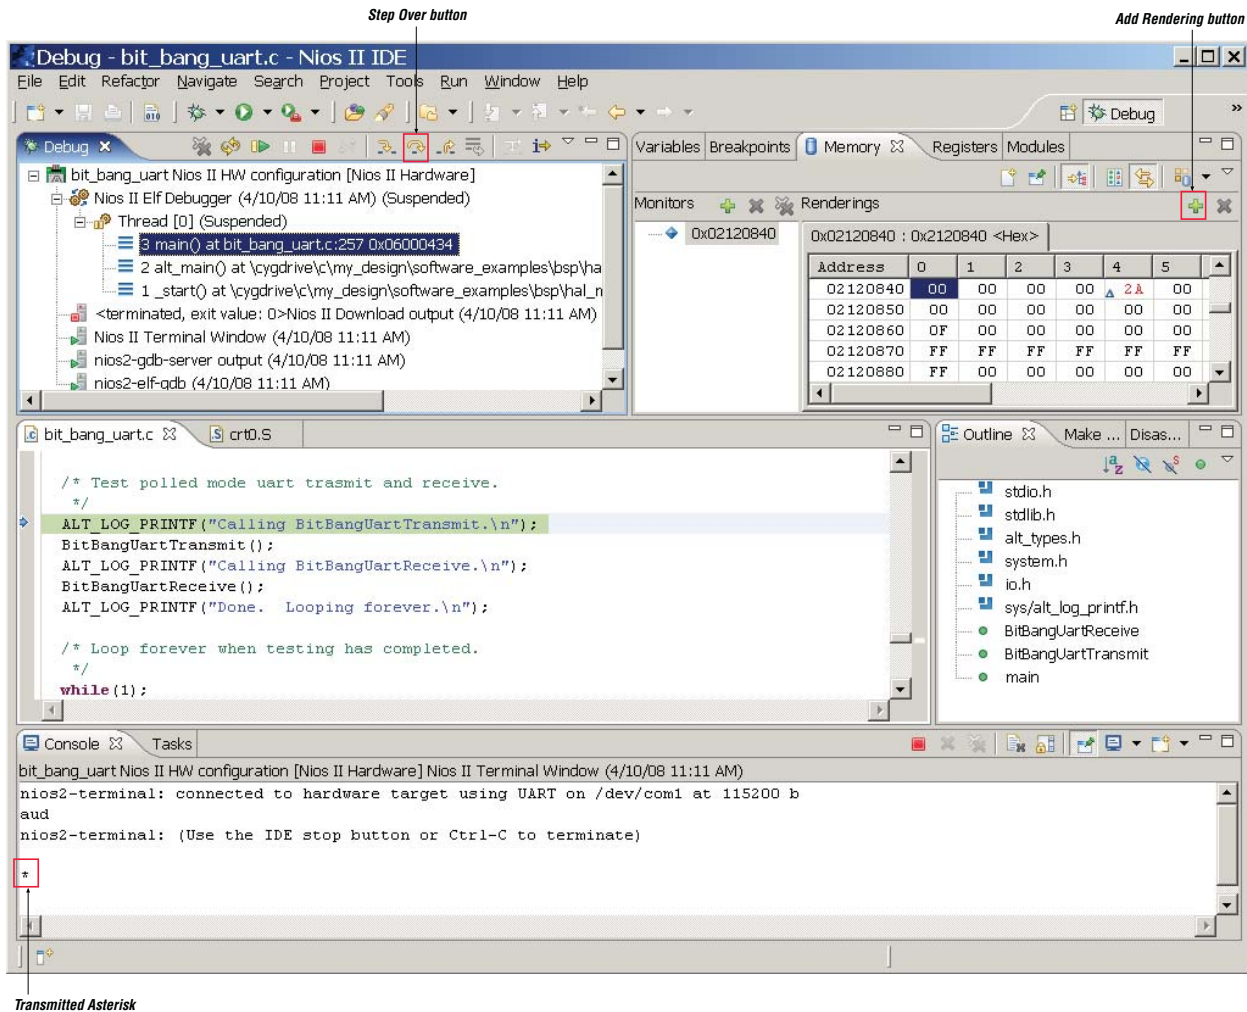 Step Over button
Add Rendering button
Debug - bit_bang_uart.c - Nios II IDE
File Edit Refactor Navigate Search Project Tools Run Window Help
Debug
»
Debug
Variables Breakpoints Memory Registers Modules
bit_bang_uart Nios II HW configuration [Nios II Hardware]
Nios II Elf Debugger (4/10/08 11:11 AM) (Suspended)
Thread [0] (Suspended)
3 main() at bit_bang_uart.c:257 0x06000434
2 alt_main() at \cygdrive\c\my_design\software_examples\bsp\ha
1 _start() at \cygdrive\c\my_design\software_examples\bsp\hal_n
<terminated, exit value: 0>Nios II Download output (4/10/08 11:11 AM)
Nios II Terminal Window (4/10/08 11:11 AM)
nios2-gdb-server output (4/10/08 11:11 AM)
nios2-elf-gdb (4/10/08 11:11 AM)
Monitors Renderings
0x02120840
0x02120840 : 0x2120840 <Hex>
Address 0 1 2 3 4 5
02120840 00 00 00 00 2A 00
02120850 00 00 00 00 00 00
02120860 0F 00 00 00 00 00
02120870 FF FF FF FF FF FF
02120880 FF 00 00 00 00 00
bit_bang_uart.c crt0.S
/* Test polled mode uart trasmit and receive.
*/
ALT_LOG_PRINTF("Calling BitBangUartTransmit.\n");
BitBangUartTransmit();
ALT_LOG_PRINTF("Calling BitBangUartReceive.\n");
BitBangUartReceive();
ALT_LOG_PRINTF("Done.  Looping forever.\n");
/* Loop forever when testing has completed.
*/
while(1);
Outline Make ... Disas...
stdio.h
stdlib.h
alt_types.h
system.h
io.h
sys/alt_log_printf.h
BitBangUartReceive
BitBangUartTransmit
main
Console Tasks
bit_bang_uart Nios II HW configuration [Nios II Hardware] Nios II Terminal Window (4/10/08 11:11 AM)
nios2-terminal: connected to hardware target using UART on /dev/com1 at 115200 b
aud
nios2-terminal: (Use the IDE stop button or Ctrl-C to terminate)
*
Transmitted Asterisk